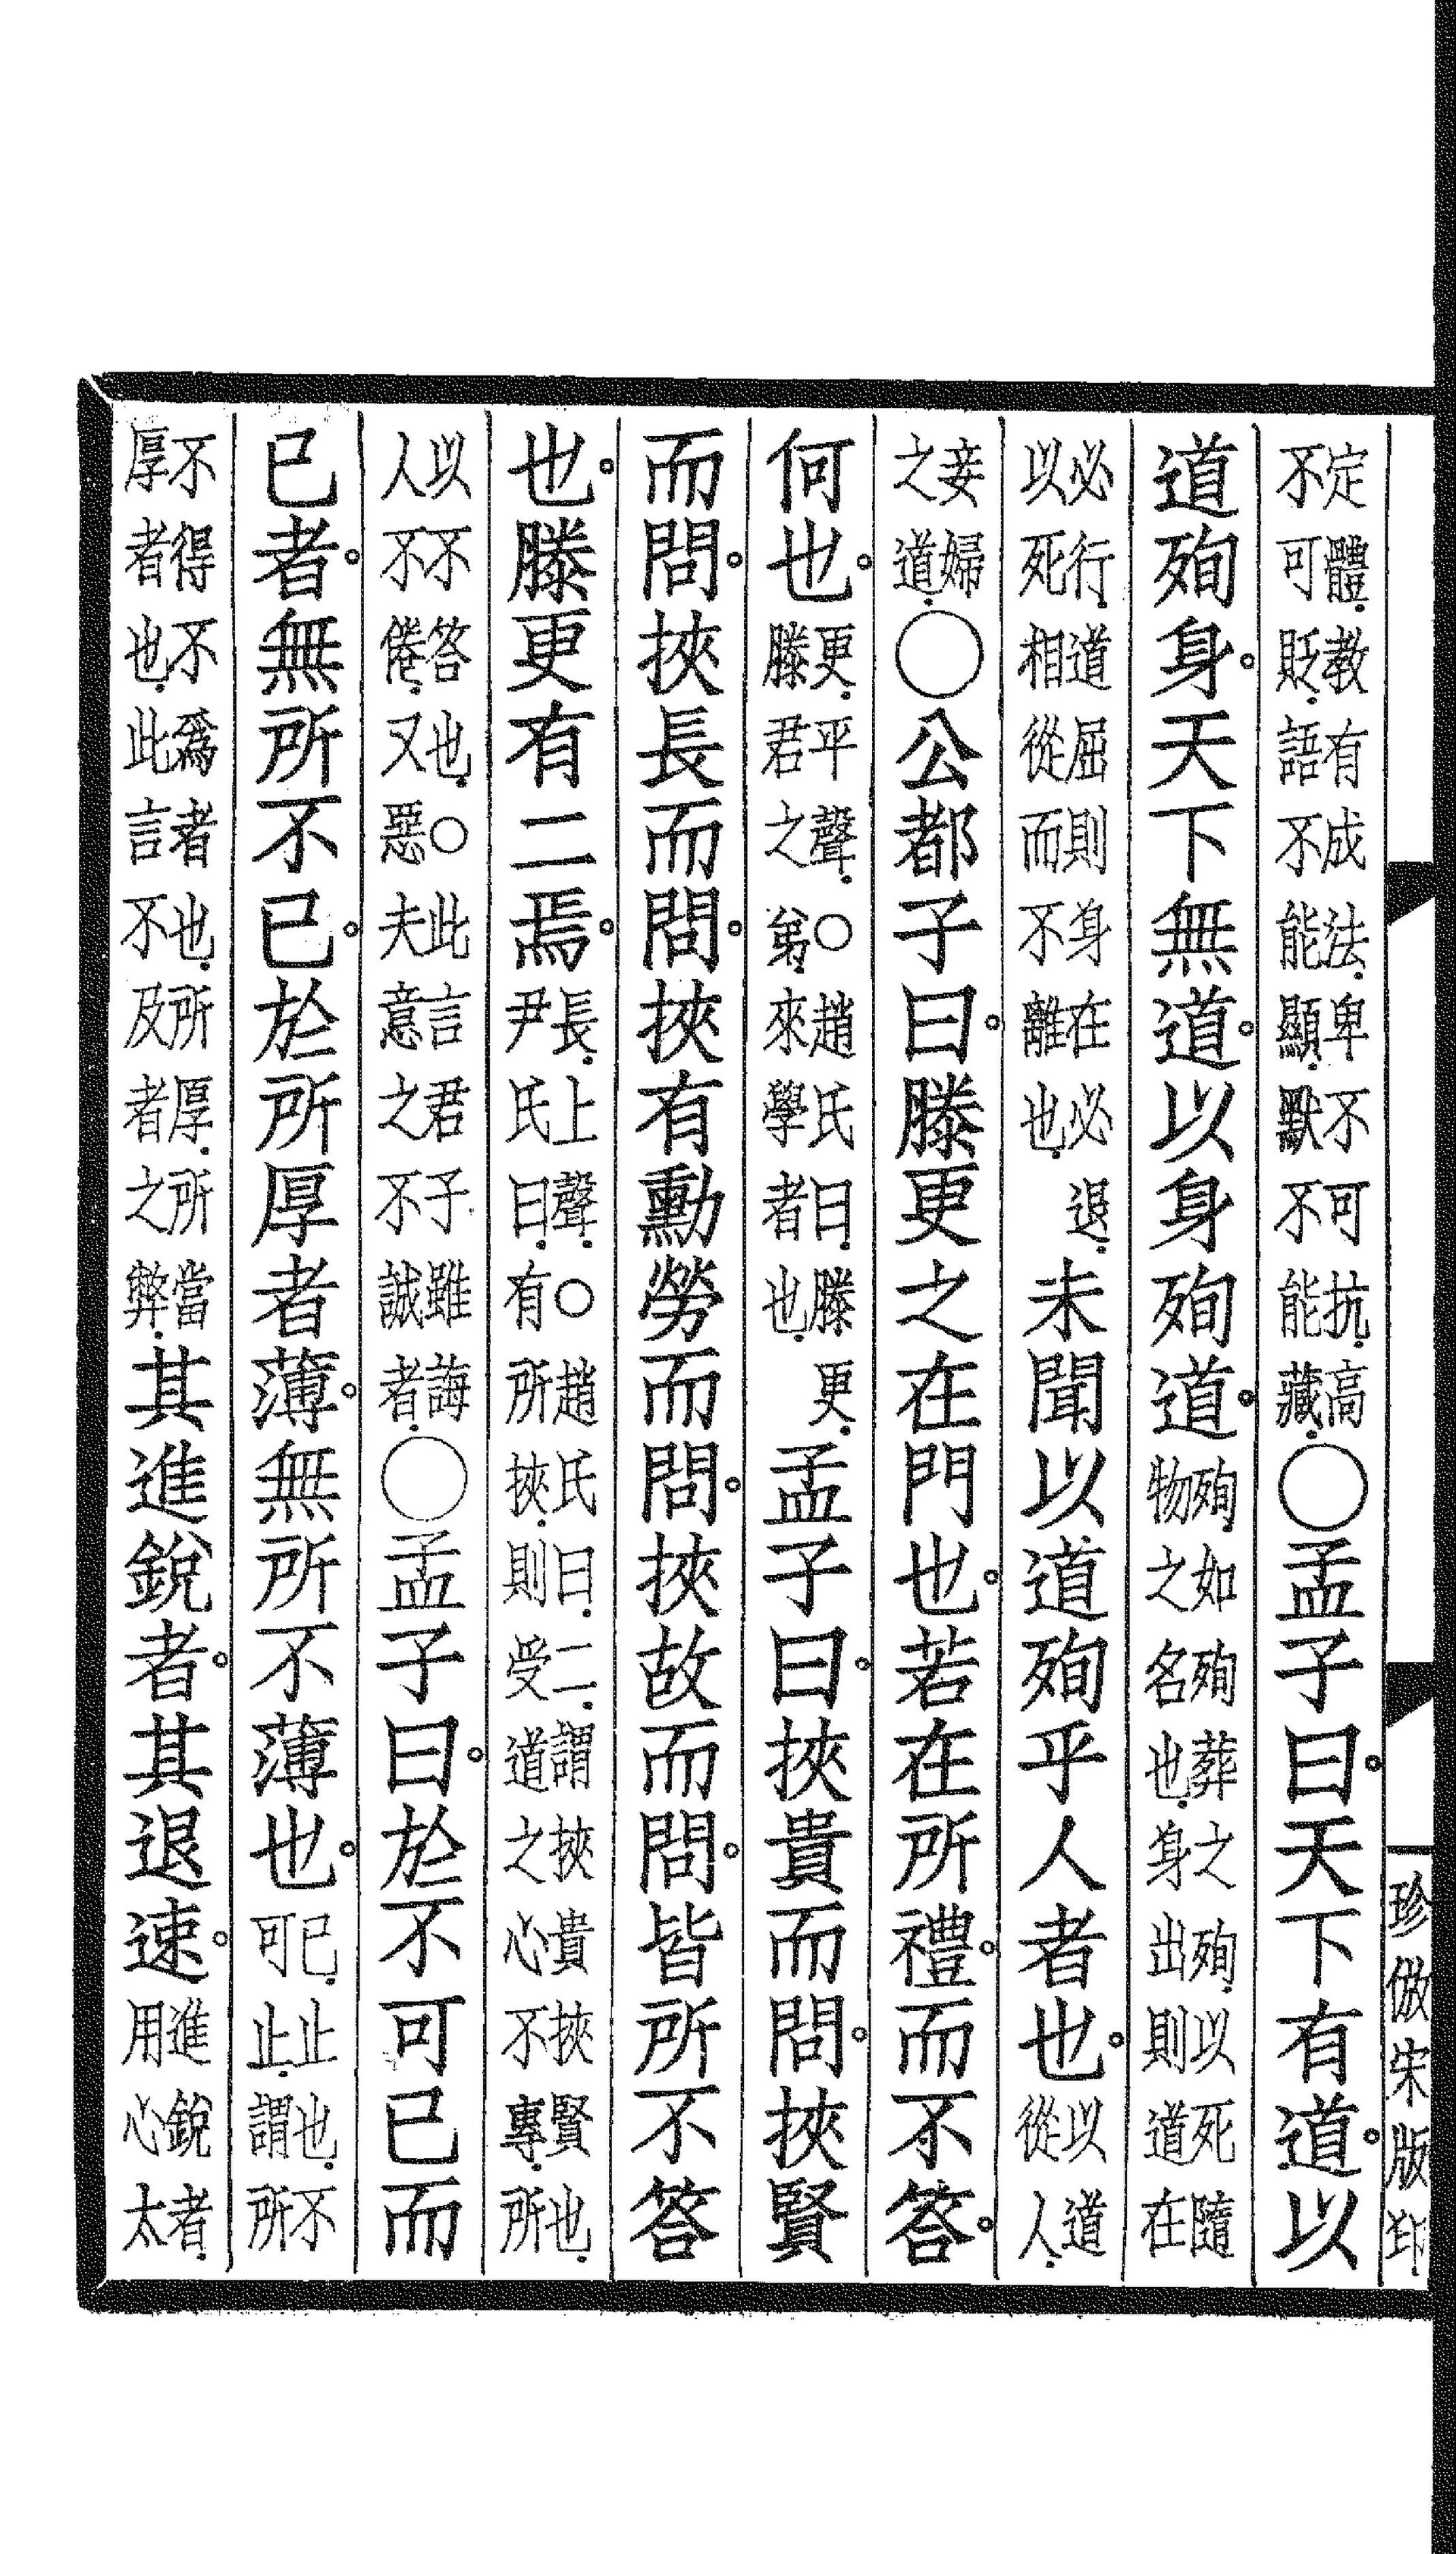 珍倣宋版印
定體。教有成法。卑不可抗。高不可貶。語不能顯。默不能藏。○孟子曰。天下有道。以
道殉身。天下無道。以身殉道。殉。如殉葬之殉。以死隨物之名也。身出則道在
必行。道屈則身在必退。以死相從而不離也。未聞以道殉乎人者也。以道從人。
妾婦之道。○公都子曰。滕更之在門也。若在所禮。而不答。
何也。更。平聲。○趙氏曰。滕更。滕君之弟。來學者也。孟子曰。挾貴而問。挾賢
而問。挾長而問。挾有勳勞而問。挾故而問。皆所不答
也。滕更有二焉。長。上聲。○趙氏曰。二。謂挾貴挾賢也。尹氏曰。有所挾。則受道之心不專。所
以不答也。○此言君子雖誨人不倦。又惡夫意之不誠者。○孟子曰。於不可已而
已者。無所不已。於所厚者薄。無所不薄也。已。止也。不可止。謂所
不得不爲者也。所厚。所當厚者也。此言不及者之弊。其進銳者。其退速。進銳者。用心太